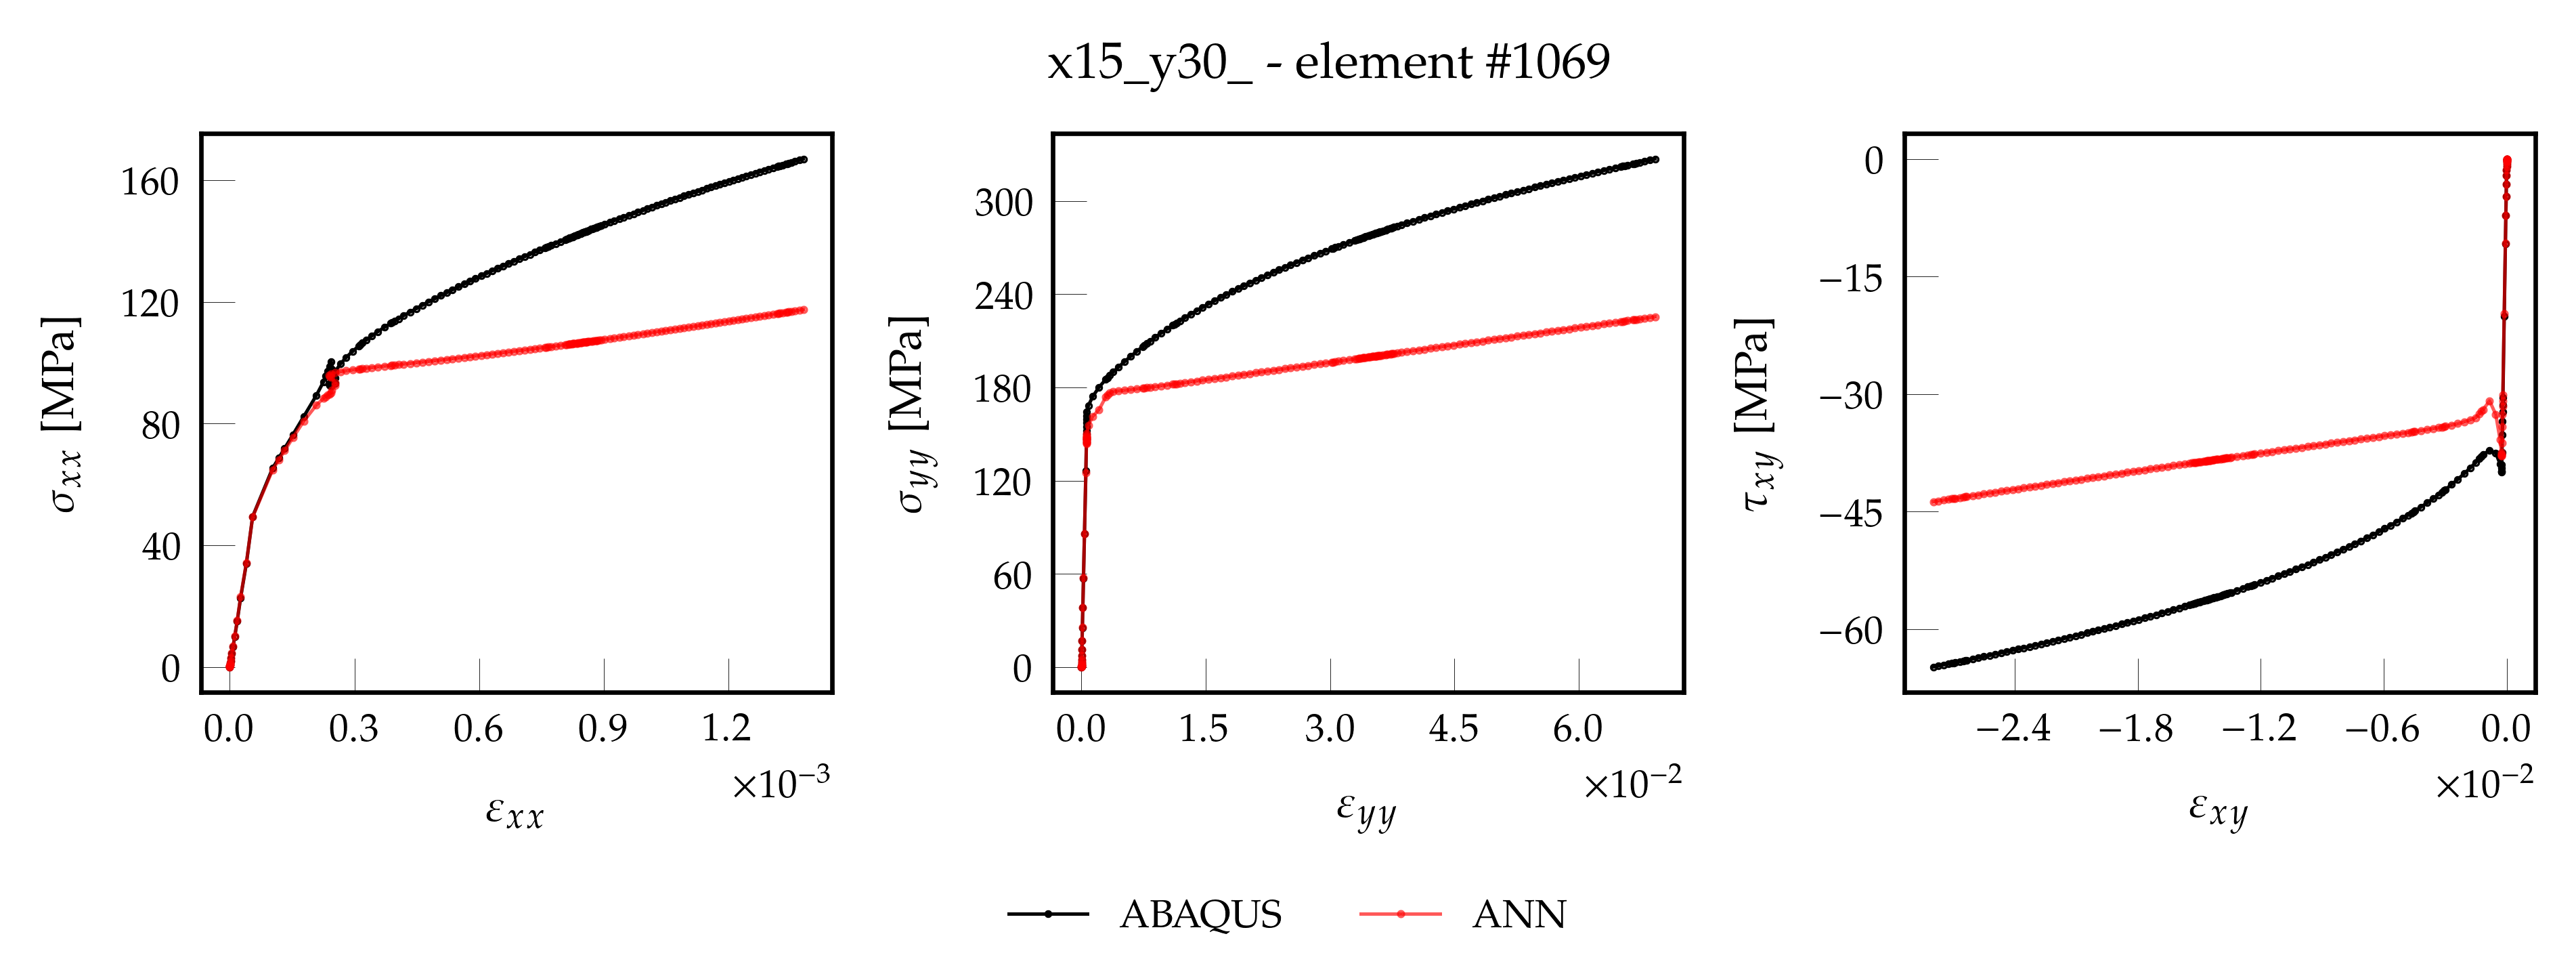 x15_y30_ - element #1069
σxx [MPa]
160
120
80
40
0
0.0 0.3 0.6 0.9 1.2
×10⁻³
εxx
σyy [MPa]
300
240
180
120
60
0
0.0 1.5 3.0 4.5 6.0
×10⁻²
εyy
τxy [MPa]
0
−15
−30
−45
−60
−2.4 −1.8 −1.2 −0.6 0.0
×10⁻²
εxy
ABAQUS ANN